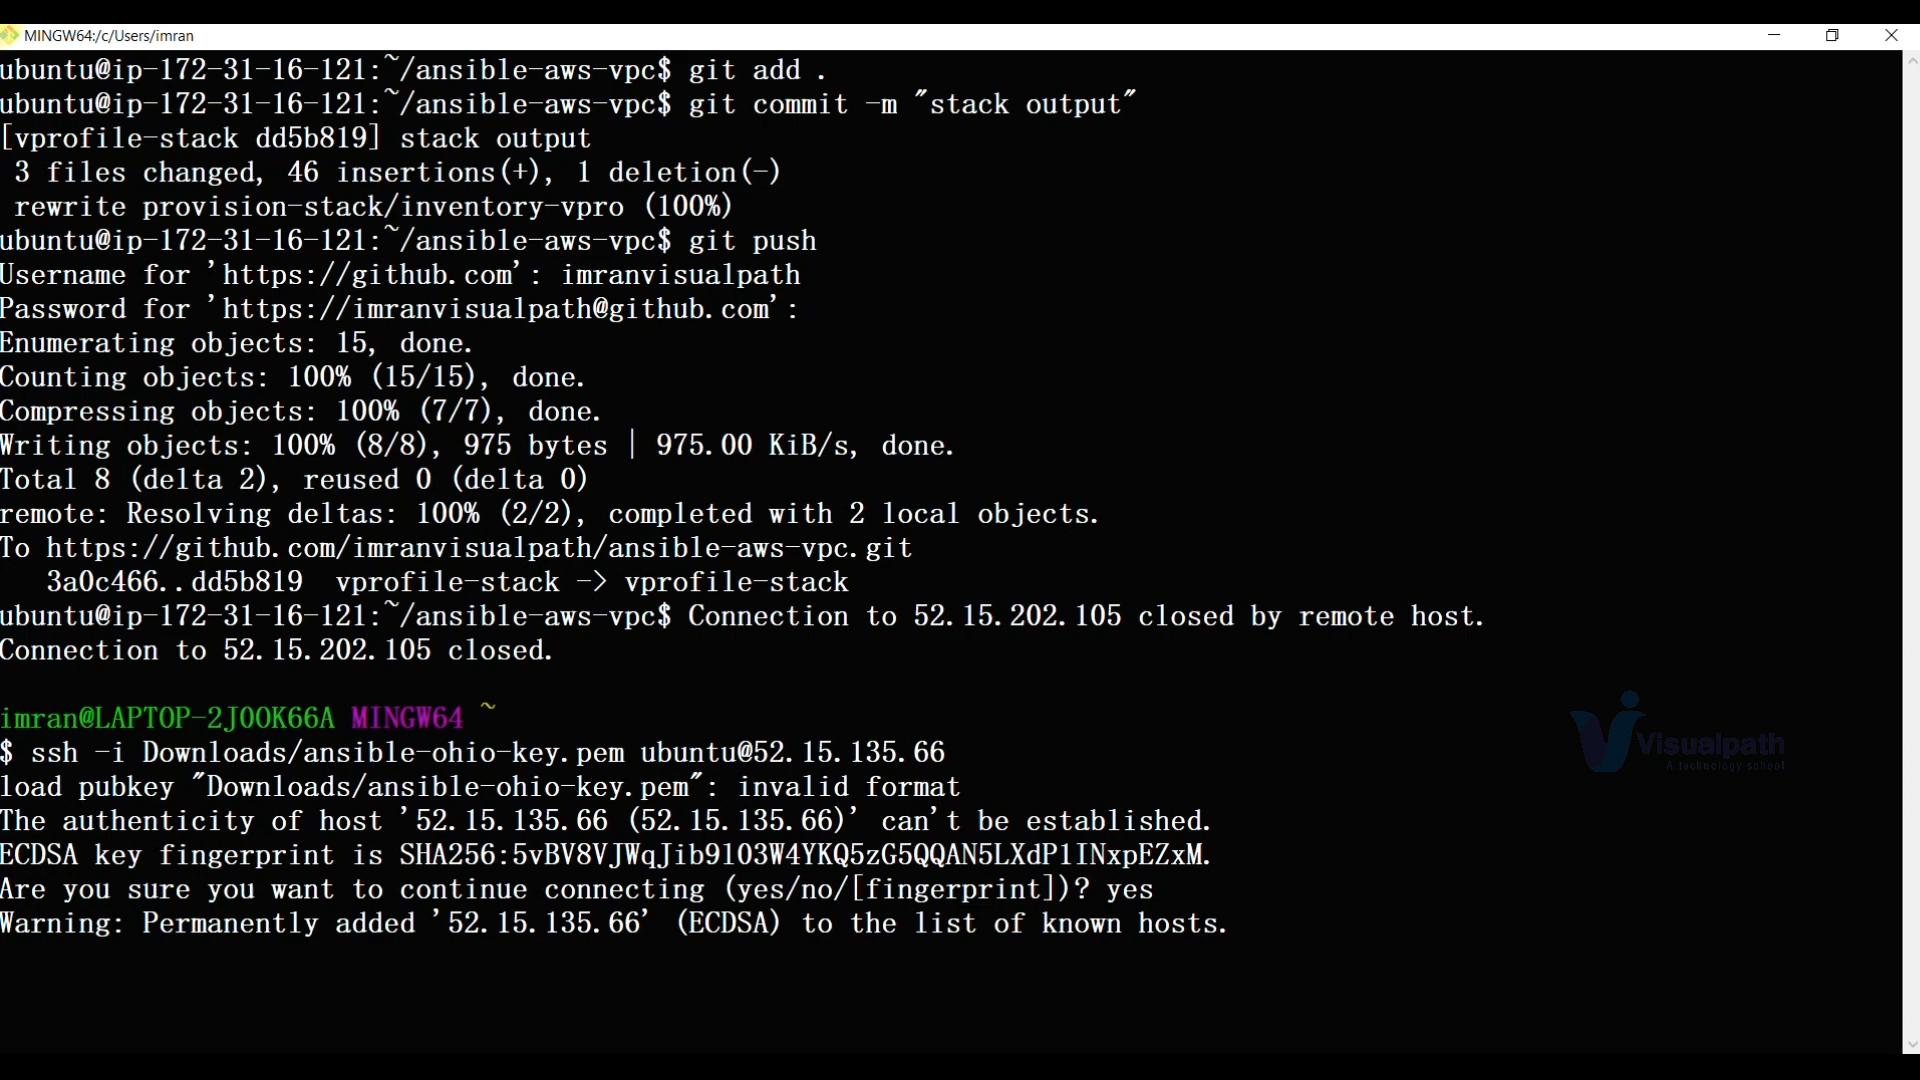 MINGW64:/c/Users/imran
ubuntu@ip-172-31-16-121:~/ansible-aws-vpc$ git add .
ubuntu@ip-172-31-16-121:~/ansible-aws-vpc$ git commit -m "stack output"
[vprofile-stack dd5b819] stack output
 3 files changed, 46 insertions(+), 1 deletion(-)
 rewrite provision-stack/inventory-vpro (100%)
ubuntu@ip-172-31-16-121:~/ansible-aws-vpc$ git push
Username for 'https://github.com': imranvisualpath
Password for 'https://imranvisualpath@github.com':
Enumerating objects: 15, done.
Counting objects: 100% (15/15), done.
Compressing objects: 100% (7/7), done.
Writing objects: 100% (8/8), 975 bytes | 975.00 KiB/s, done.
Total 8 (delta 2), reused 0 (delta 0)
remote: Resolving deltas: 100% (2/2), completed with 2 local objects.
To https://github.com/imranvisualpath/ansible-aws-vpc.git
   3a0c466..dd5b819  vprofile-stack -> vprofile-stack
ubuntu@ip-172-31-16-121:~/ansible-aws-vpc$ Connection to 52.15.202.105 closed by remote host.
Connection to 52.15.202.105 closed.
imran@LAPTOP-2J0OK66A MINGW64 ~
$ ssh -i Downloads/ansible-ohio-key.pem ubuntu@52.15.135.66
load pubkey "Downloads/ansible-ohio-key.pem": invalid format
The authenticity of host '52.15.135.66 (52.15.135.66)' can't be established.
ECDSA key fingerprint is SHA256:5vBV8VJWqJib9l03W4YKQ5zG5QQAN5LXdP1INxpEZxM.
Are you sure you want to continue connecting (yes/no/[fingerprint])? yes
Warning: Permanently added '52.15.135.66' (ECDSA) to the list of known hosts.
Visualpath
A technology school